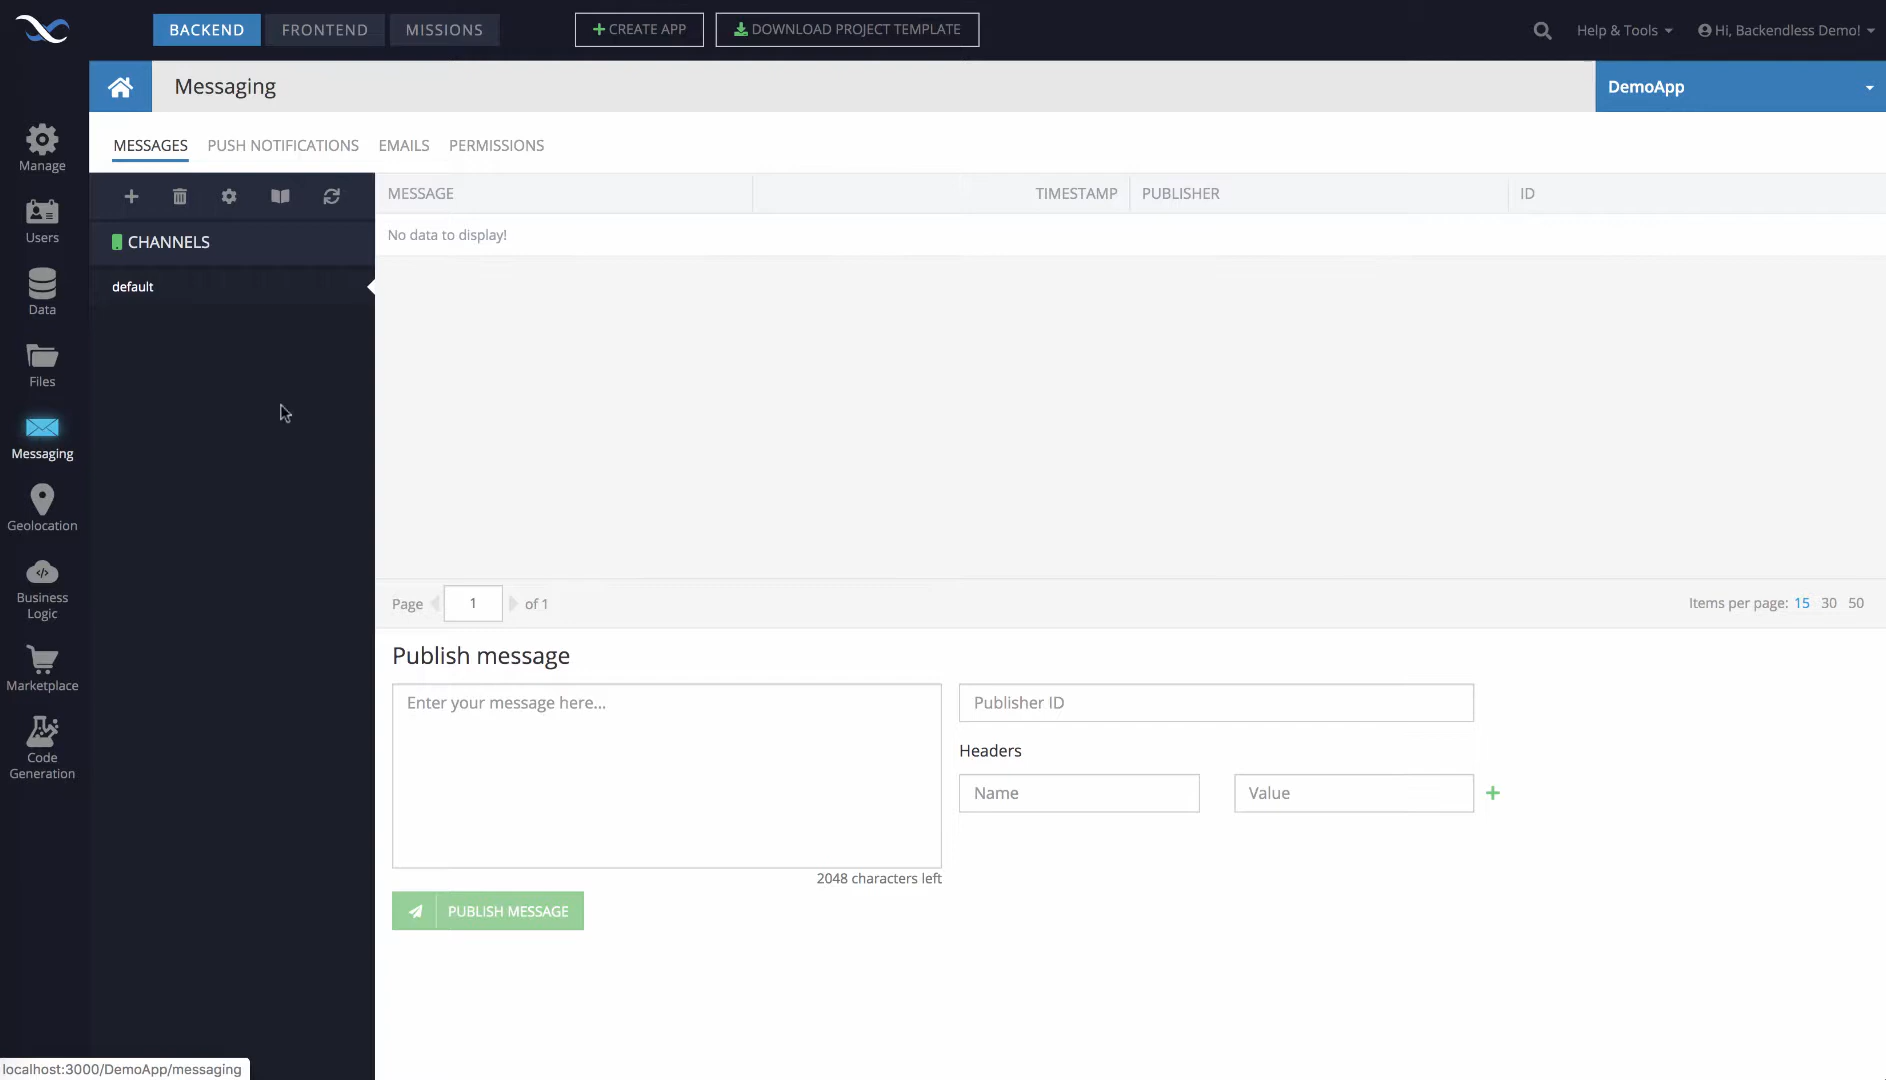 BACKEND FRONTEND MISSIONS CREATE APP DOWNLOAD PROJECT TEMPLATE Help & Tools Hi, Backendless Demo!
Messaging DemoApp
MESSAGES PUSH NOTIFICATIONS EMAILS PERMISSIONS
Manage
Users
Data
Files
Messaging
Geolocation
Business
Logic
Marketplace
Code
Generation
CHANNELS
default
MESSAGE TIMESTAMP PUBLISHER ID
No data to display!
Page 1 of 1 Items per page: 15 30 50
Publish message
Enter your message here...
2048 characters left
PUBLISH MESSAGE
Publisher ID
Headers
Name Value
localhost:3000/DemoApp/messaging